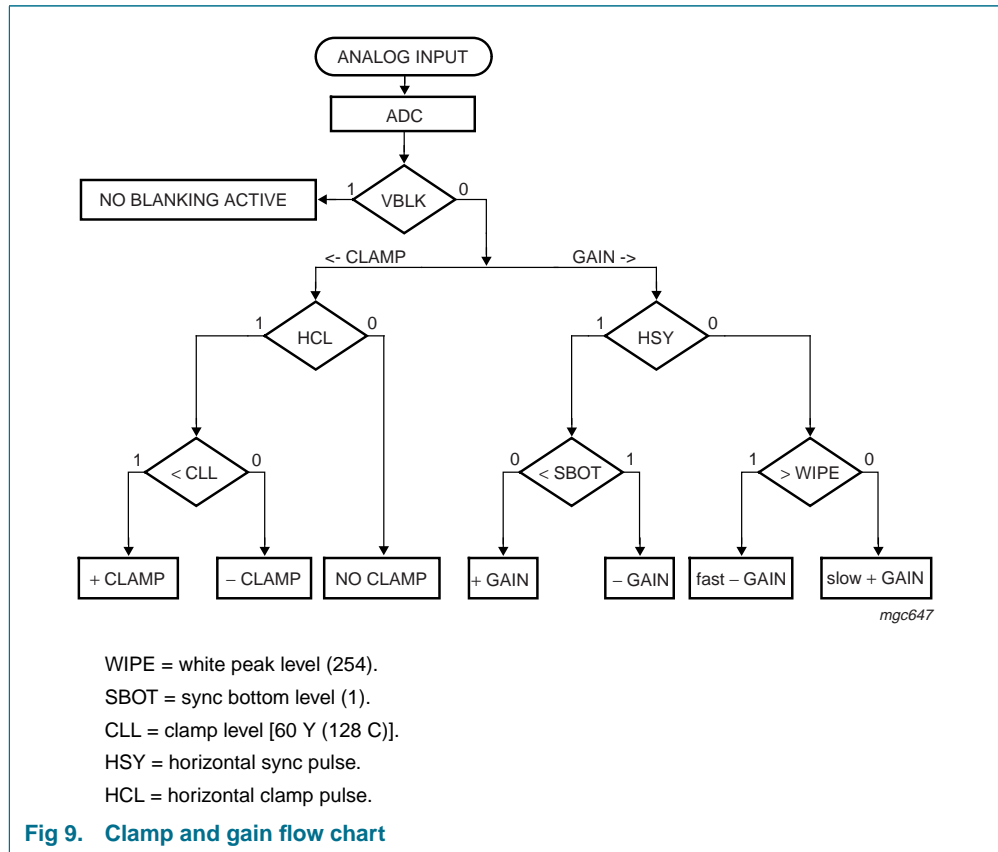 ANALOG INPUT
ADC
1 VBLK 0
NO BLANKING ACTIVE
<- CLAMP GAIN ->
1 HCL 0
1 HSY 0
1 < CLL 0
0 < SBOT 1
1 > WIPE 0
+ CLAMP
− CLAMP
NO CLAMP
+ GAIN
− GAIN
fast − GAIN
slow + GAIN
mgc647
WIPE = white peak level (254).
SBOT = sync bottom level (1).
CLL = clamp level [60 Y (128 C)].
HSY = horizontal sync pulse.
HCL = horizontal clamp pulse.
Fig 9. Clamp and gain flow chart